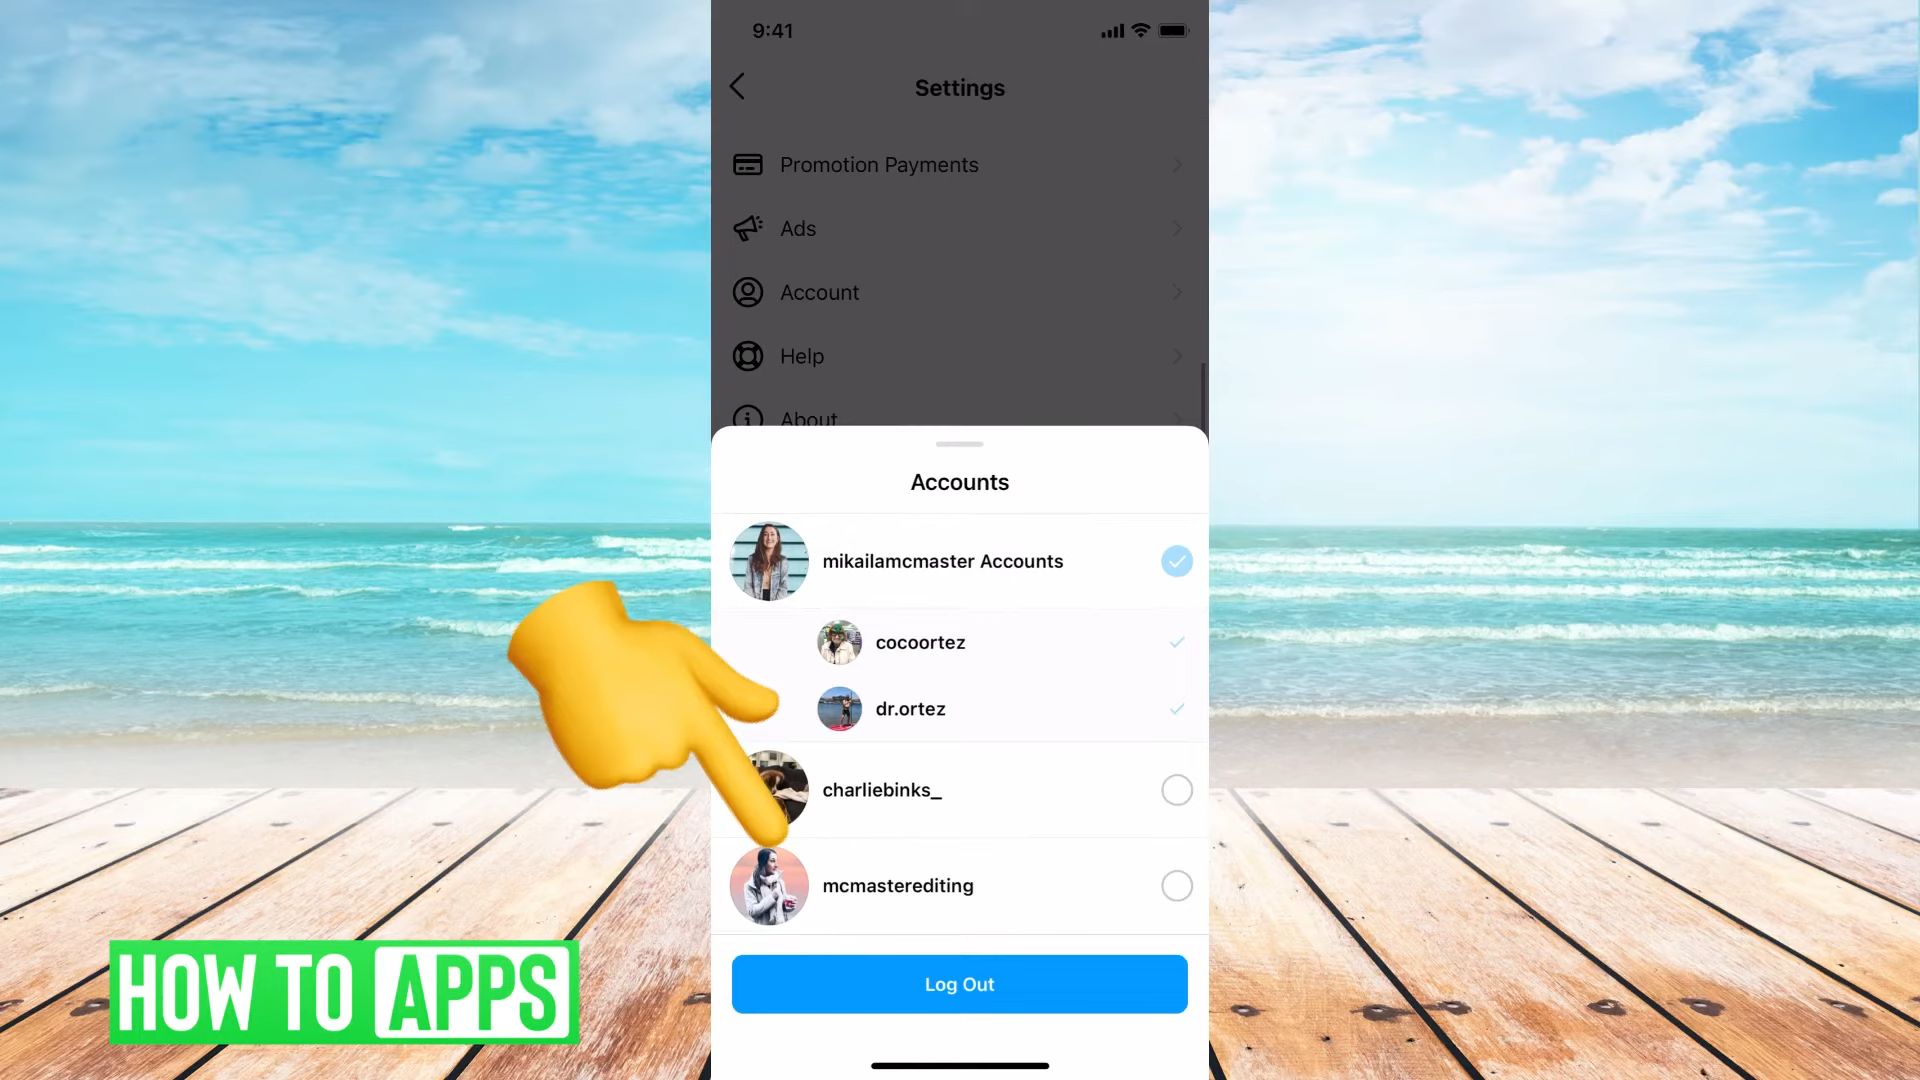 9:41
Settings
Promotion Payments
Ads
Account
Help
About
Accounts
mikailamcmaster Accounts
cocoortez
dr.ortez
charliebinks_
mcmasterediting
Log Out
HOW TO APPS